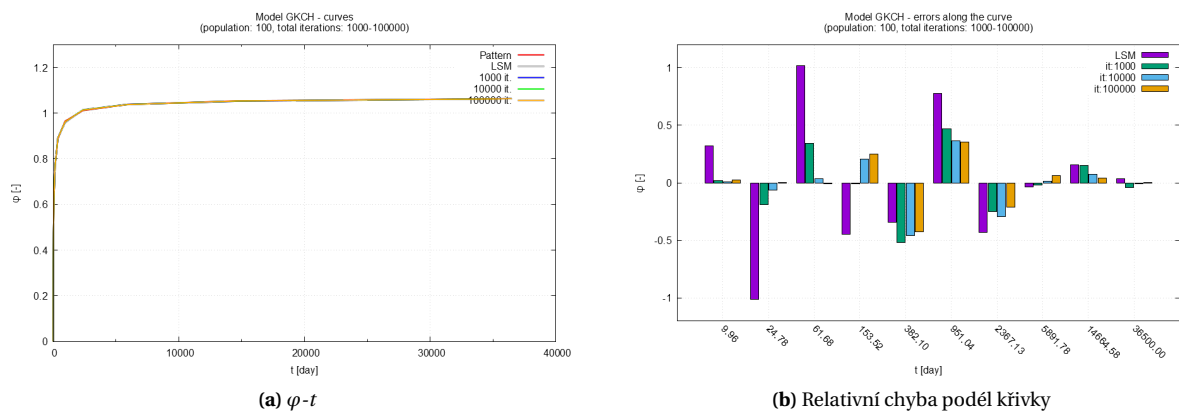 Model GKCH - curves
(population: 100, total iterations: 1000-100000)
Pattern
LSM
1000 it.
10000 it.
100000 it.
1.2
1
0.8
0.6
0.4
0.2
0
φ [-]
0
10000
20000
30000
40000
t [day]
(a) φ-t
Model GKCH - errors along the curve
(population: 100, total iterations: 1000-100000)
LSM
it:1000
it:10000
it:100000
1
0.5
0
-0.5
-1
φ [-]
9.96
24.78
61.68
153.52
382.10
951.04
2367.13
5891.78
14664.58
36500.00
t [day]
(b) Relativní chyba podél křivky